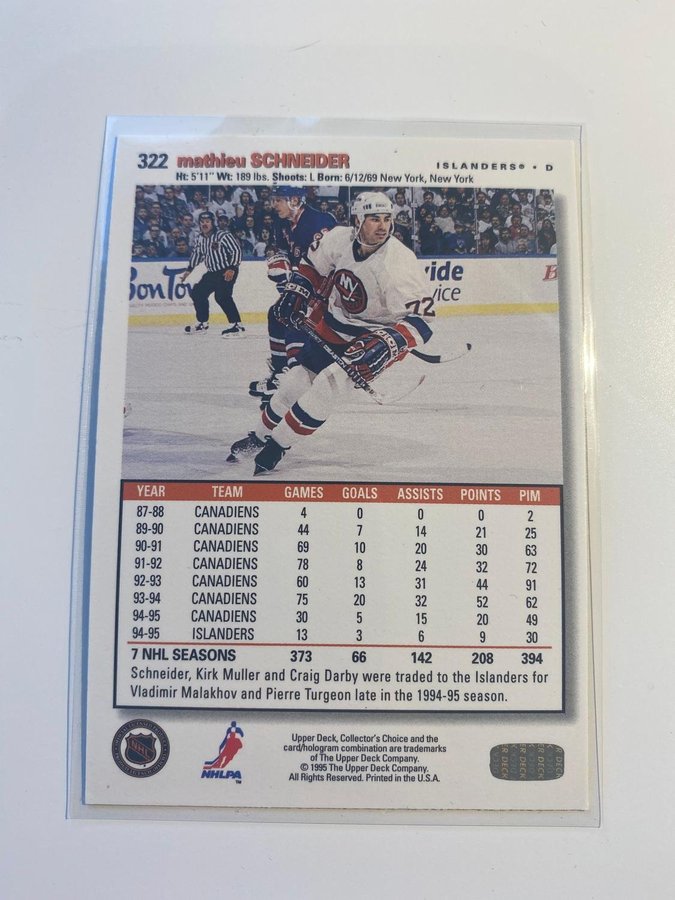 322 mathieu SCHNEIDER
ISLANDERS® • D
Ht: 5'11" Wt: 189 lbs. Shoots: L Born: 6/12/69 New York, New York
Bon To
ide
vice
72
YEAR TEAM GAMES GOALS ASSISTS POINTS PIM
87-88 CANADIENS 4 0 0 0 2
89-90 CANADIENS 44 7 14 21 25
90-91 CANADIENS 69 10 20 30 63
91-92 CANADIENS 78 8 24 32 72
92-93 CANADIENS 60 13 31 44 91
93-94 CANADIENS 75 20 32 52 62
94-95 CANADIENS 30 5 15 20 49
94-95 ISLANDERS 13 3 6 9 30
7 NHL SEASONS 373 66 142 208 394
Schneider, Kirk Muller and Craig Darby were traded to the Islanders for
Vladimir Malakhov and Pierre Turgeon late in the 1994-95 season.
NHL
NHLPA
™
Upper Deck, Collector's Choice and the
card/hologram combination are trademarks
of The Upper Deck Company.
© 1995 The Upper Deck Company.
All Rights Reserved. Printed in the U.S.A.